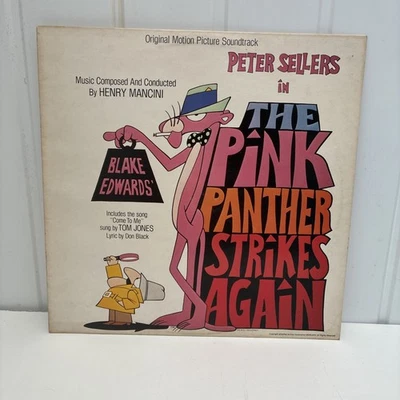 Original Motion Picture Soundtrack
PETER SELLERS
in
Music Composed And Conducted
By HENRY MANCINI
THE
PINK
PANTHER
STRIKES
AGAIN
BLAKE
EDWARDS'
Includes the song
"Come To Me"
sung by TOM JONES
Lyric by Don Black